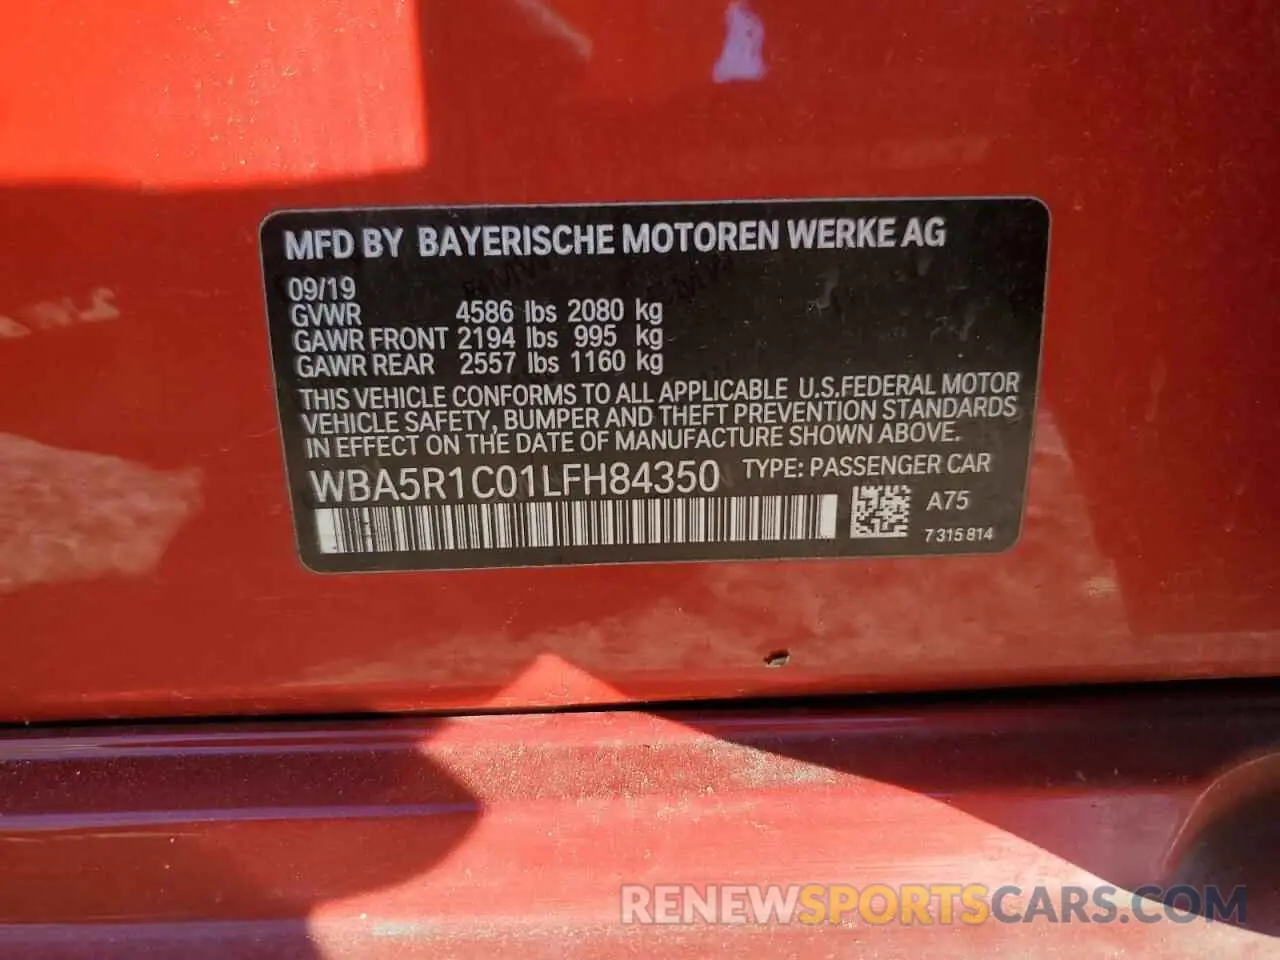 MFD BY BAYERISCHE MOTOREN WERKE AG
09/19
GVWR 4586 lbs 2080 kg
GAWR FRONT 2194 lbs 995 kg
GAWR REAR 2557 lbs 1160 kg
THIS VEHICLE CONFORMS TO ALL APPLICABLE U.S.FEDERAL MOTOR
VEHICLE SAFETY, BUMPER AND THEFT PREVENTION STANDARDS
IN EFFECT ON THE DATE OF MANUFACTURE SHOWN ABOVE.
WBA5R1C01LFH84350 TYPE: PASSENGER CAR
A75
7 315 814
RENEWSPORTSCARS.COM